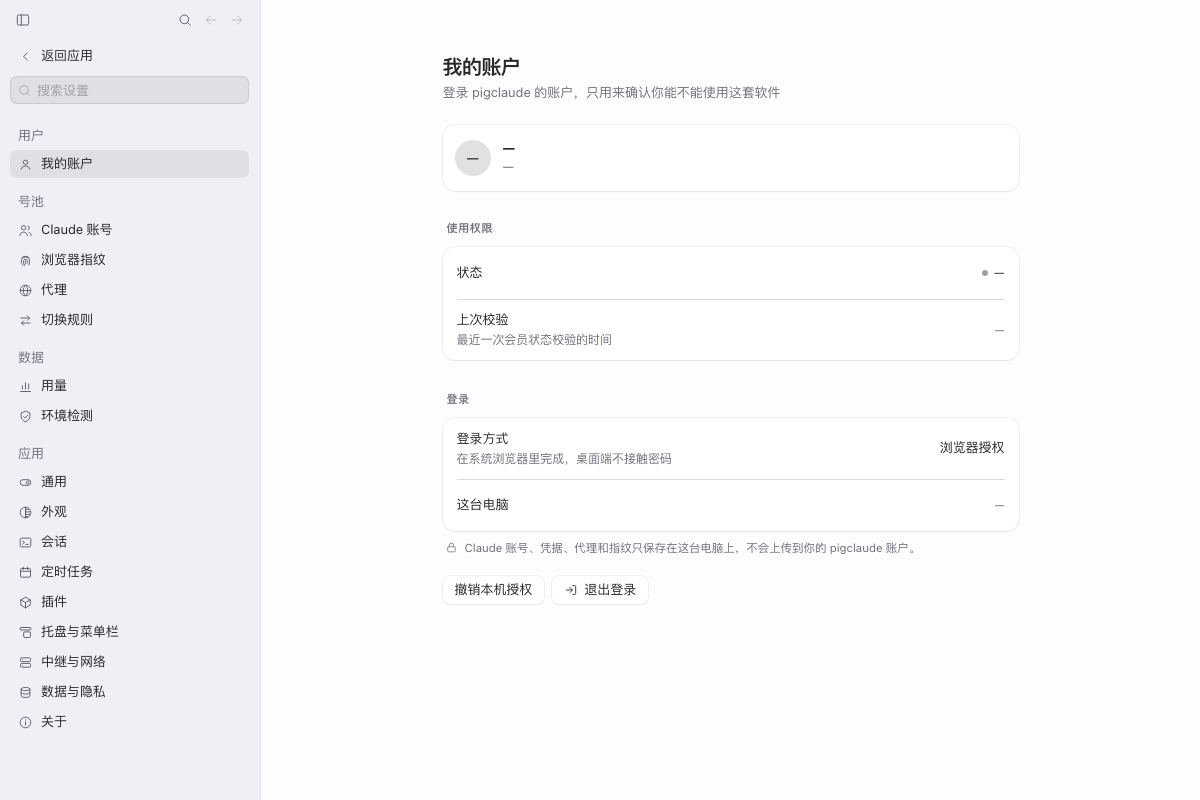 返回应用
搜索设置
用户
我的账户
号池
Claude 账号
浏览器指纹
代理
切换规则
数据
用量
环境检测
应用
通用
外观
会话
定时任务
插件
托盘与菜单栏
中继与网络
数据与隐私
关于
我的账户
登录 pigclaude 的账户，只用来确认你能不能使用这套软件
—
—
—
使用权限
状态
—
上次校验
最近一次会员状态校验的时间
—
登录
登录方式
在系统浏览器里完成，桌面端不接触密码
浏览器授权
这台电脑
—
Claude 账号、凭据、代理和指纹只保存在这台电脑上，不会上传到你的 pigclaude 账户。
撤销本机授权
退出登录